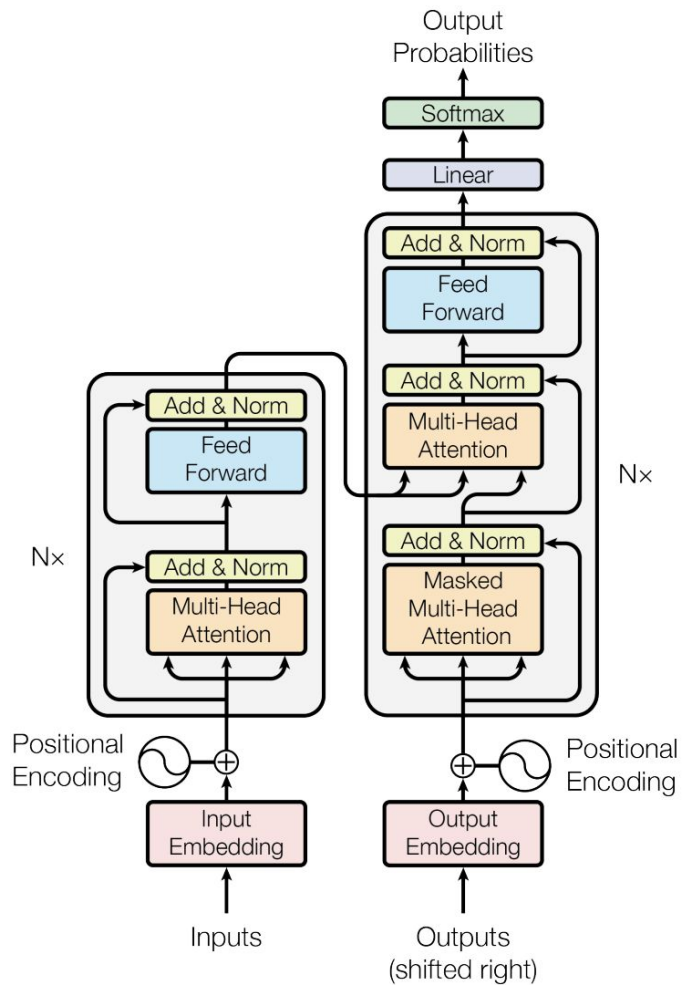 Output
Probabilities
Softmax
Linear
Add & Norm
Feed
Forward
Add & Norm
Multi-Head
Attention
Add & Norm
Masked
Multi-Head
Attention
N×
Add & Norm
Feed
Forward
Add & Norm
Multi-Head
Attention
N×
Positional
Encoding
Positional
Encoding
Input
Embedding
Output
Embedding
Inputs
Outputs
(shifted right)